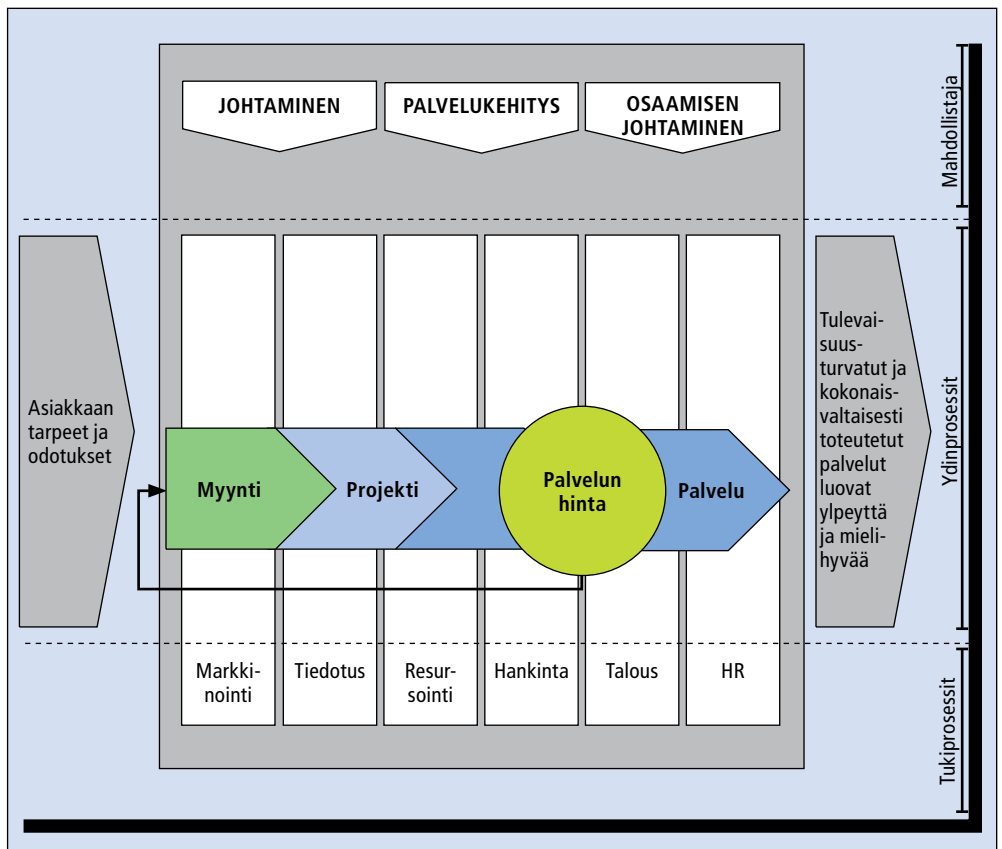 JOHTAMINEN
PALVELUKEHITYS
OSAAMISEN
JOHTAMINEN
Mahdollistaja
Asiakkaan
tarpeet ja
odotukset
Myynti
Projekti
Palvelun
hinta
Palvelu
Tulevai-
suus-
turvatut ja
kokonais-
valtaisesti
toteutetut
palvelut
luovat
ylpeyttä
ja mieli-
hyvää
Ydinprosessit
Markki-
nointi
Tiedotus
Resur-
sointi
Hankinta
Talous
HR
Tukiprosessit